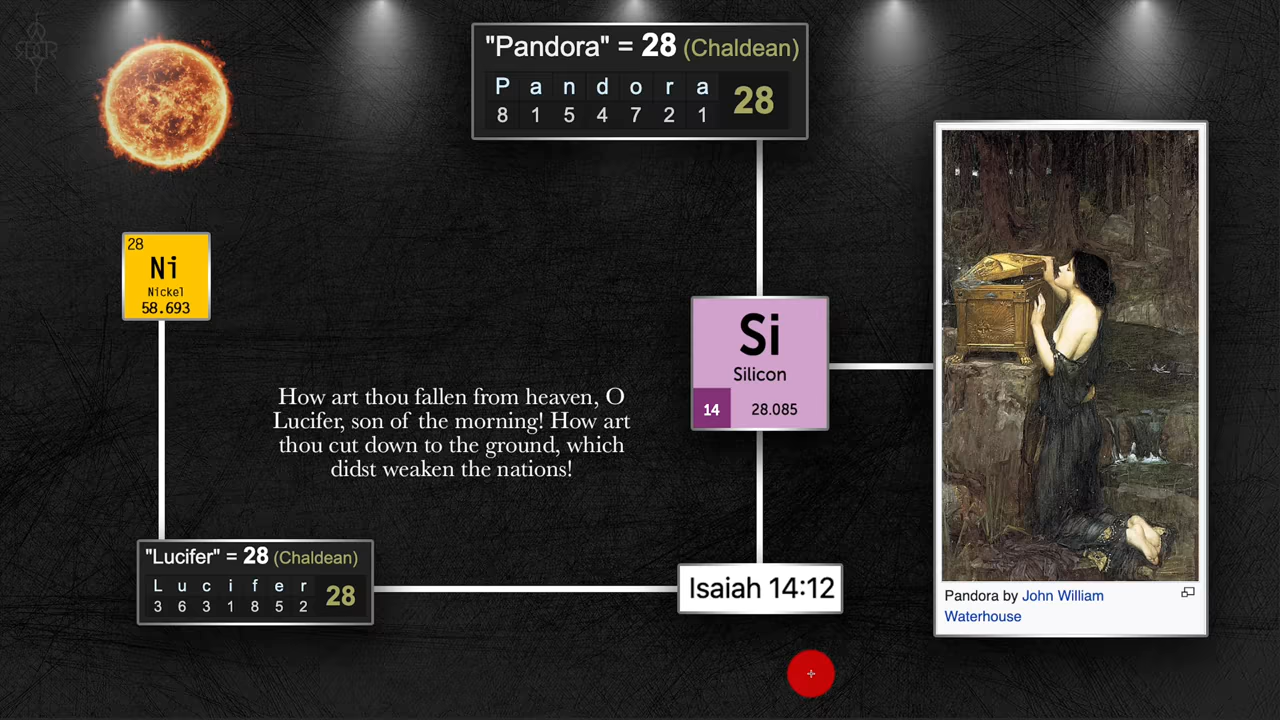 "Pandora" = 28 (Chaldean)
P a n d o r a
8 1 5 4 7 2 1
28
28
Ni
Nickel
58.693
Si
Silicon
14 28.085
How art thou fallen from heaven, O
Lucifer, son of the morning! How art
thou cut down to the ground, which
didst weaken the nations!
"Lucifer" = 28 (Chaldean)
L u c i f e r
3 6 3 1 8 5 2
28
Isaiah 14:12
Pandora by John William
Waterhouse